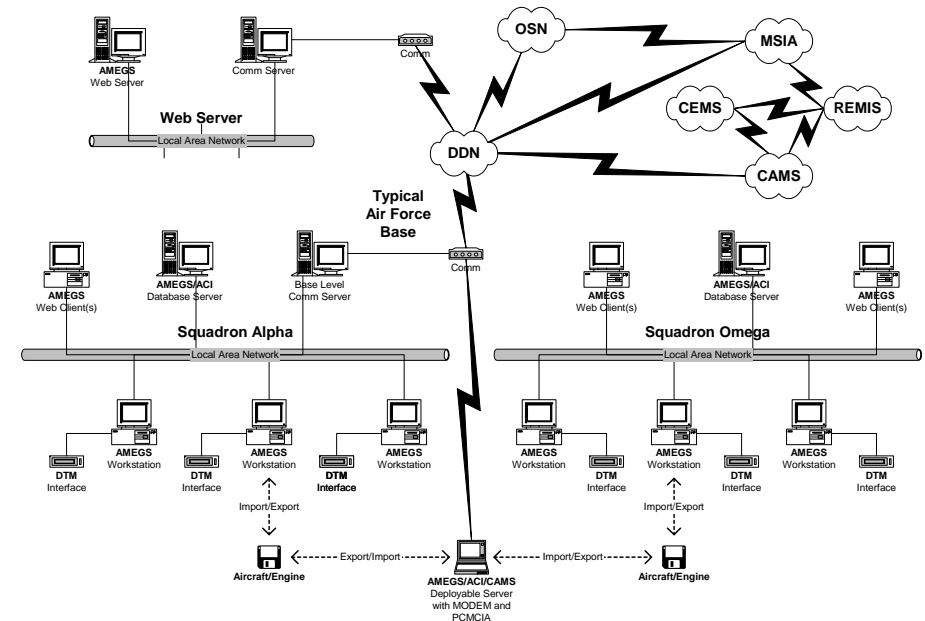 OSN
MSIA
CEMS
REMIS
DDN
CAMS
AMEGS
Web Server
Comm Server
Comm
Web Server
Local Area Network
Typical
Air Force
Base
Comm
AMEGS
Web Client(s)
AMEGS/ACI
Database Server
Base Level
Comm Server
Squadron Alpha
Local Area Network
AMEGS
Web Client(s)
AMEGS/ACI
Database Server
AMEGS
Web Client(s)
Squadron Omega
Local Area Network
AMEGS
Workstation
AMEGS
Workstation
AMEGS
Workstation
DTM
Interface
DTM
Interface
DTM
Interface
AMEGS
Workstation
AMEGS
Workstation
AMEGS
Workstation
DTM
Interface
DTM
Interface
DTM
Interface
Import/Export
Import/Export
Export/Import
Import/Export
Aircraft/Engine
AMEGS/ACI/CAMS
Deployable Server
with MODEM and
PCMCIA
Aircraft/Engine